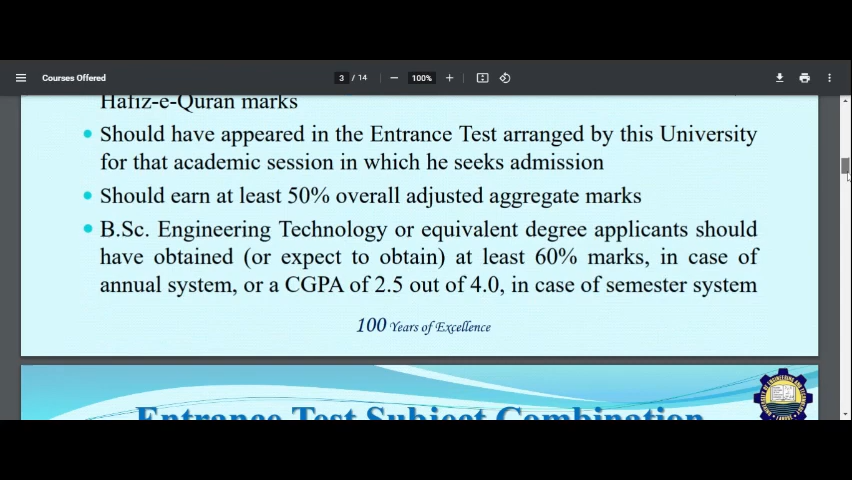 Courses Offered
3 / 14
100%
Hafiz-e-Quran marks
• Should have appeared in the Entrance Test arranged by this University
for that academic session in which he seeks admission
• Should earn at least 50% overall adjusted aggregate marks
• B.Sc. Engineering Technology or equivalent degree applicants should
have obtained (or expect to obtain) at least 60% marks, in case of
annual system, or a CGPA of 2.5 out of 4.0, in case of semester system
100 Years of Excellence
Entrance Test Subject Combination